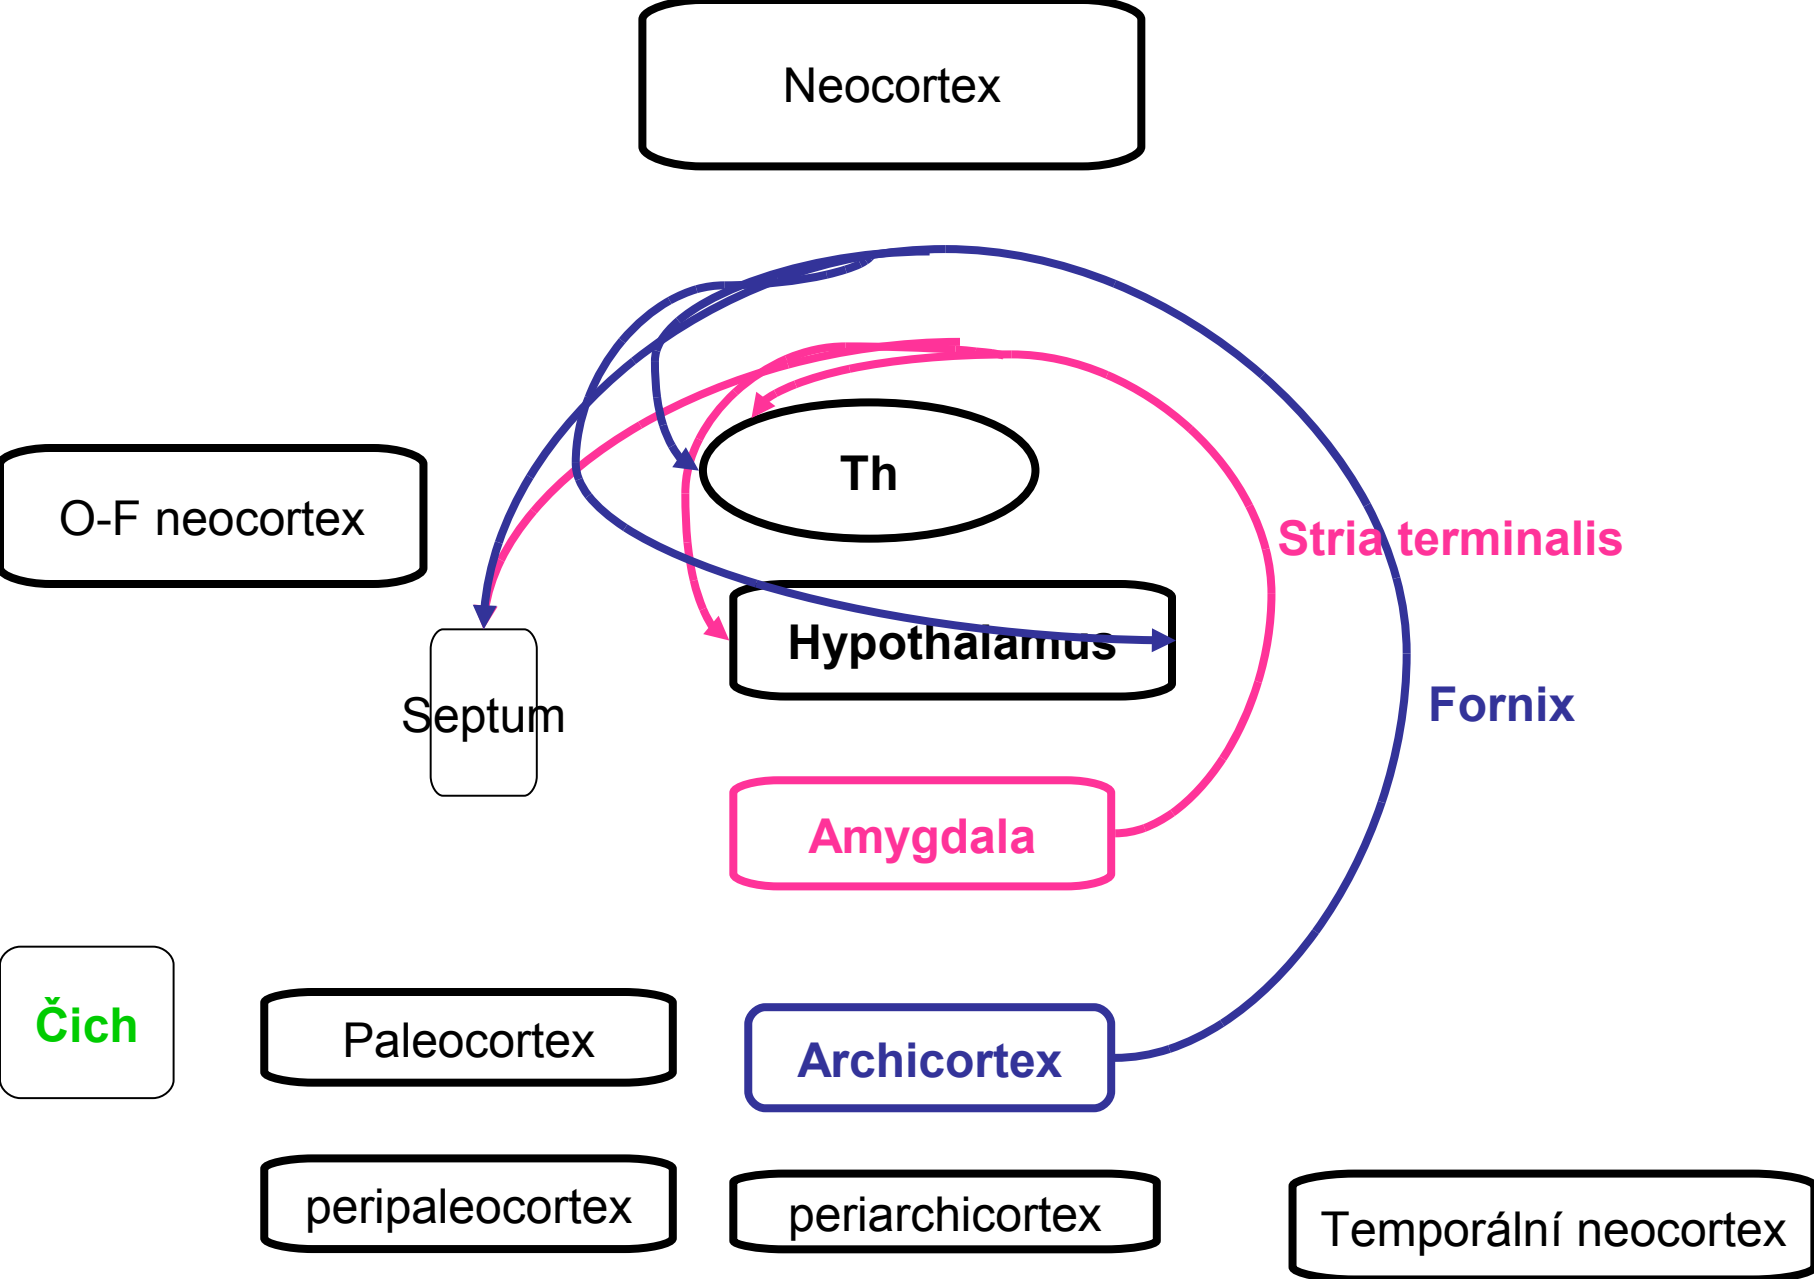 Neocortex
Th
O-F neocortex
Stria terminalis
Hypothalamus
Septum
Fornix
Amygdala
Čich
Paleocortex
Archicortex
peripaleocortex
periarchicortex
Temporální neocortex